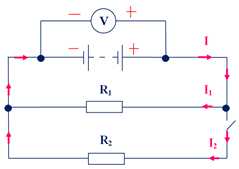 V
− +
− +
I
R₁ I₁
R₂ I₂